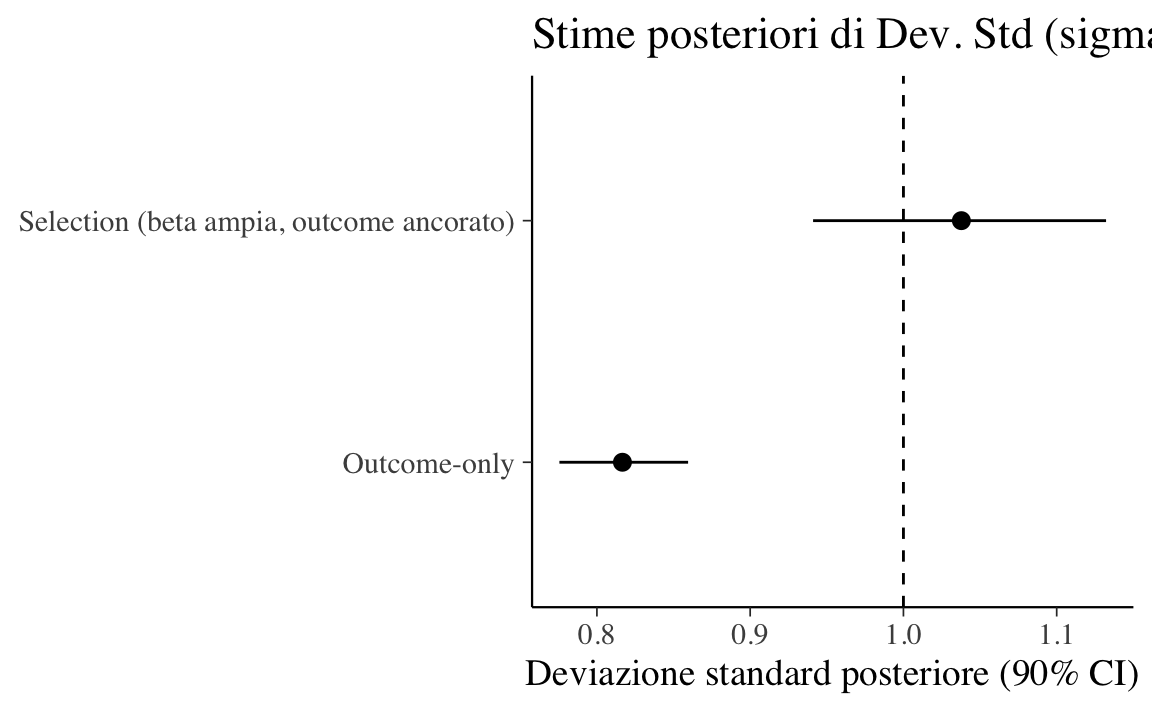 Stime posteriori di Dev. Std (sigma
Selection (beta ampia, outcome ancorato)
Outcome-only
0.8 0.9 1.0 1.1
Deviazione standard posteriore (90% CI)